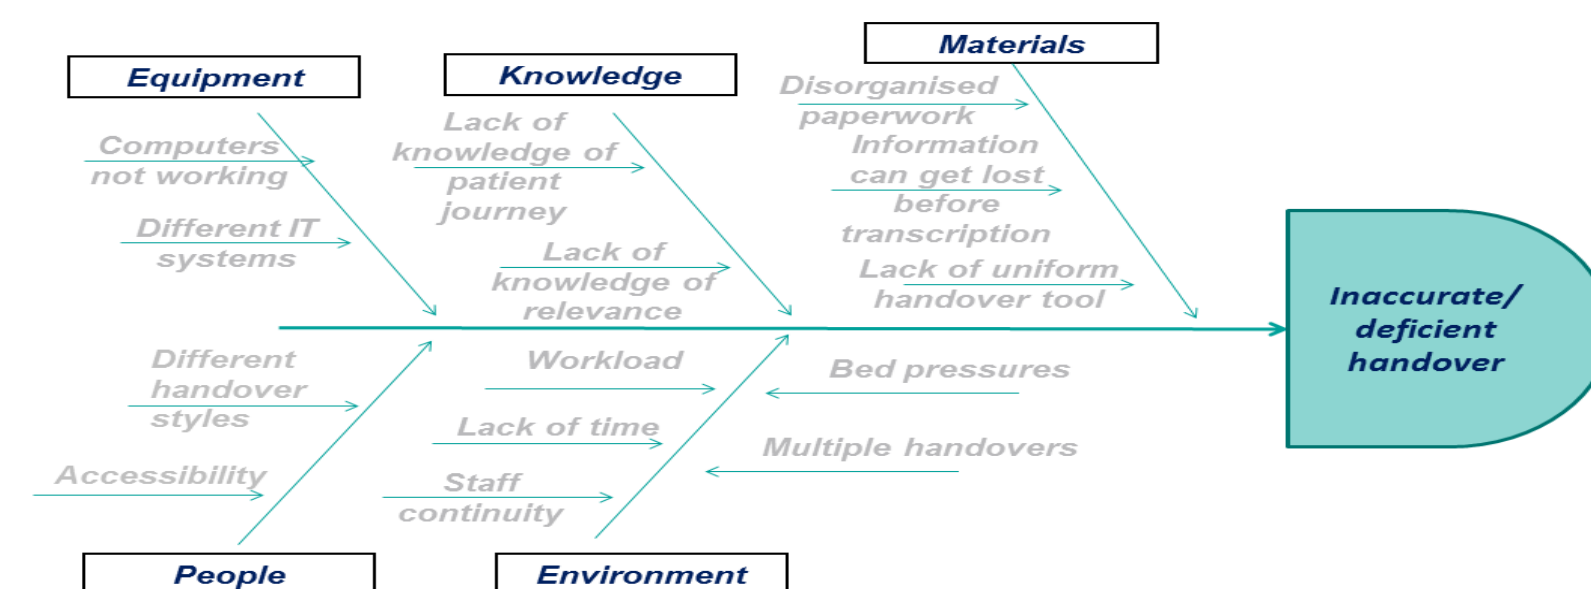 Equipment
Computers
not working
Different IT
systems
Knowledge
Lack of
knowledge of
patient
journey
Lack of
knowledge of
relevance
Materials
Disorganised
paperwork
Information
can get lost
before
transcription
Lack of uniform
handover tool
Different
handover
styles
Accessibility
People
Workload
Lack of time
Staff
continuity
Bed pressures
Multiple handovers
Environment
Inaccurate/
deficient
handover